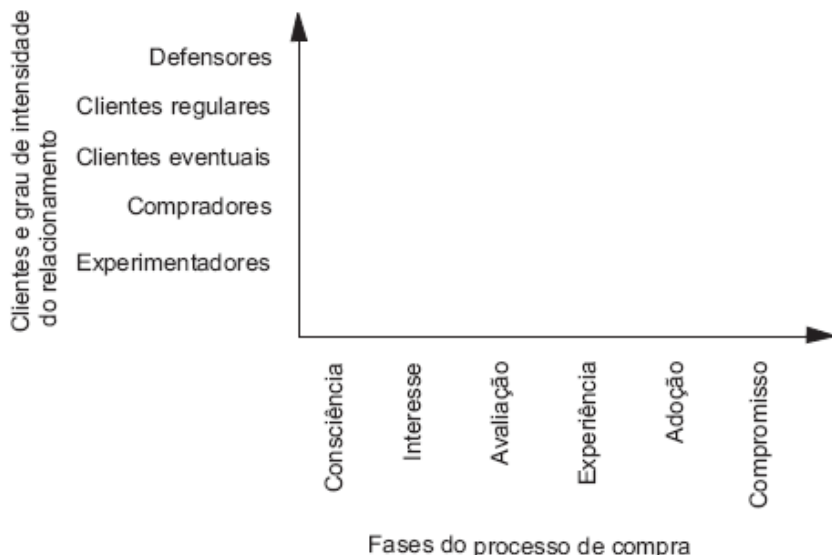 Clientes e grau de intensidade
do relacionamento
Defensores
Clientes regulares
Clientes eventuais
Compradores
Experimentadores
Consciência
Interesse
Avaliação
Experiência
Adoção
Compromisso
Fases do processo de compra